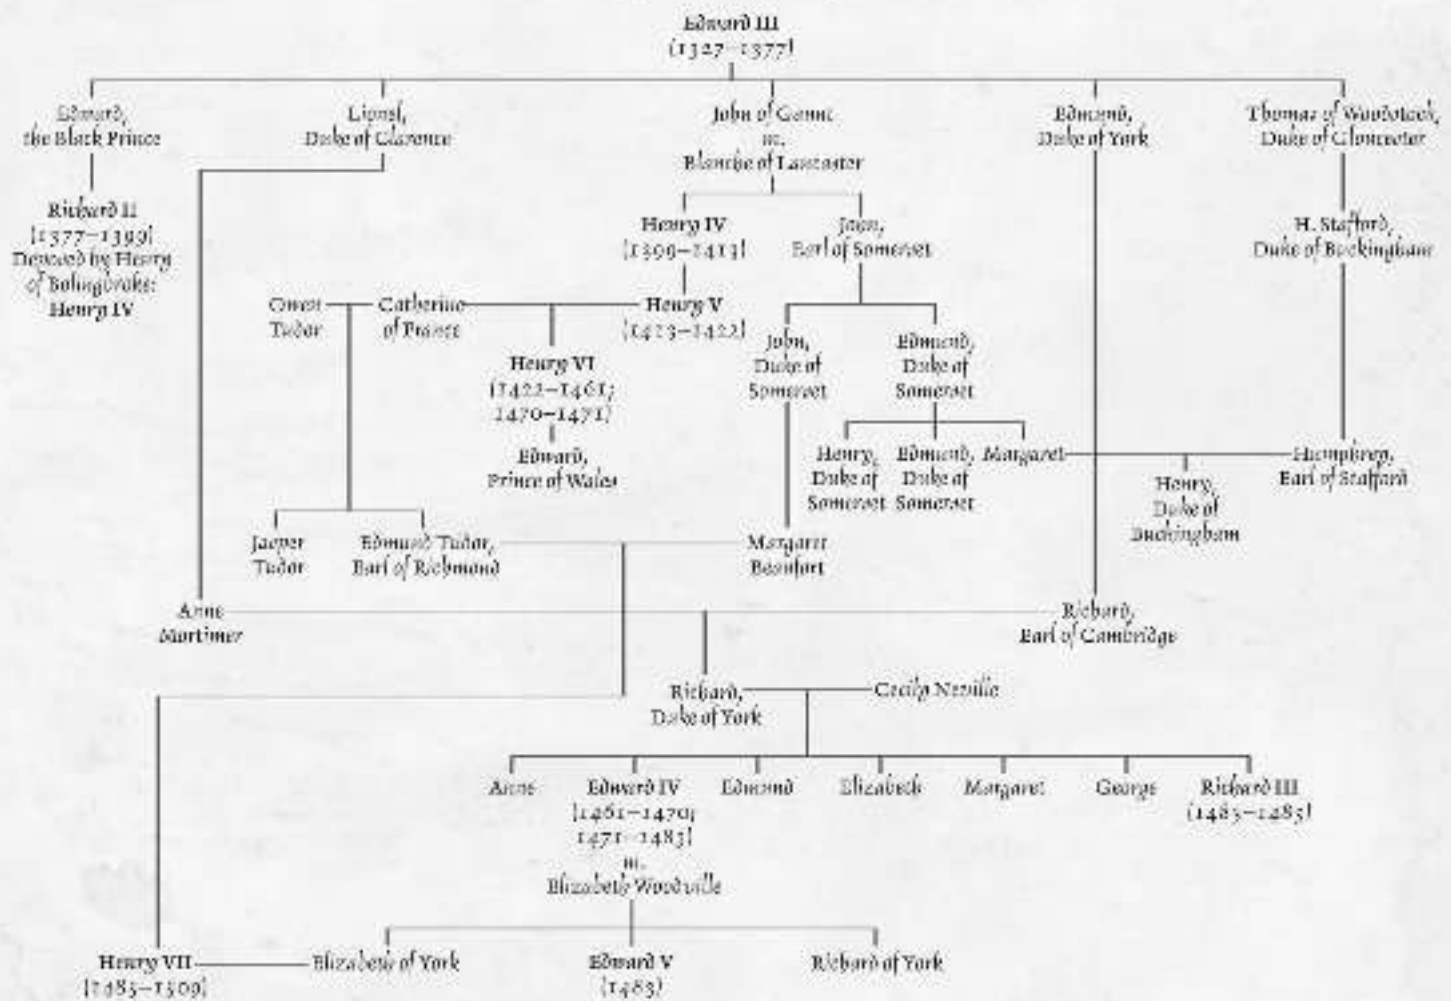 Edward III
(1327–1377)
Edward,
the Black Prince
Lionel,
Duke of Clarence
John of Gaunt
m.
Blanche of Lancaster
Edmund,
Duke of York
Thomas of Woodstock,
Duke of Gloucester
Richard II
(1377–1399)
Deposed by Henry
of Bolingbroke:
Henry IV
Henry IV
(1399–1413)
John,
Earl of Somerset
H. Stafford,
Duke of Buckingham
Owen
Tudor
Catherine
of France
Henry V
(1413–1422)
Henry VI
(1422–1461;
1470–1471)
John,
Duke of
Somerset
Edmund,
Duke of
Somerset
Edward,
Prince of Wales
Henry,
Duke of
Somerset
Edmund,
Duke of
Somerset
Margaret
Henry,
Duke of
Buckingham
Humphrey,
Earl of Stafford
Jasper
Tudor
Edmund Tudor,
Earl of Richmond
Margaret
Beaufort
Anne
Mortimer
Richard,
Earl of Cambridge
Richard,
Duke of York
Cecily Neville
Anne
Edward IV
(1461–1470;
1471–1483)
m.
Elizabeth Woodville
Edmund
Elizabeth
Margaret
George
Richard III
(1483–1485)
Henry VII
(1485–1509)
Elizabeth of York
Edward V
(1483)
Richard of York